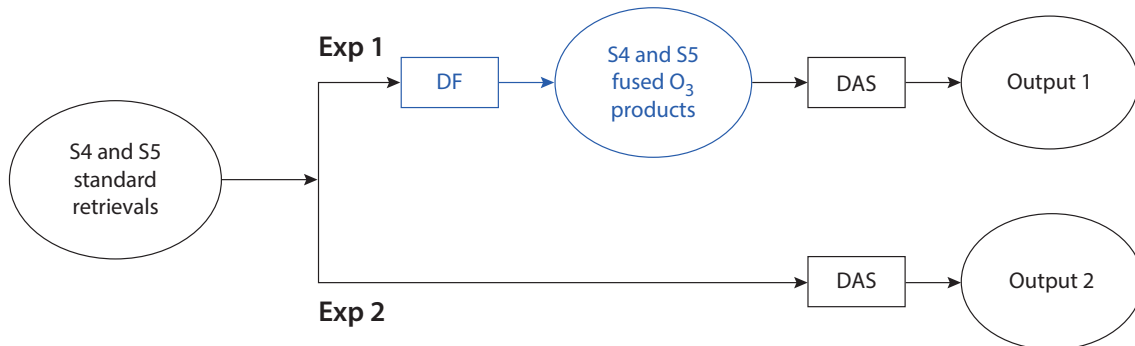 Exp 1
S4 and S5
standard
retrievals
DF
S4 and S5
fused O₃
products
DAS
Output 1
Exp 2
DAS
Output 2